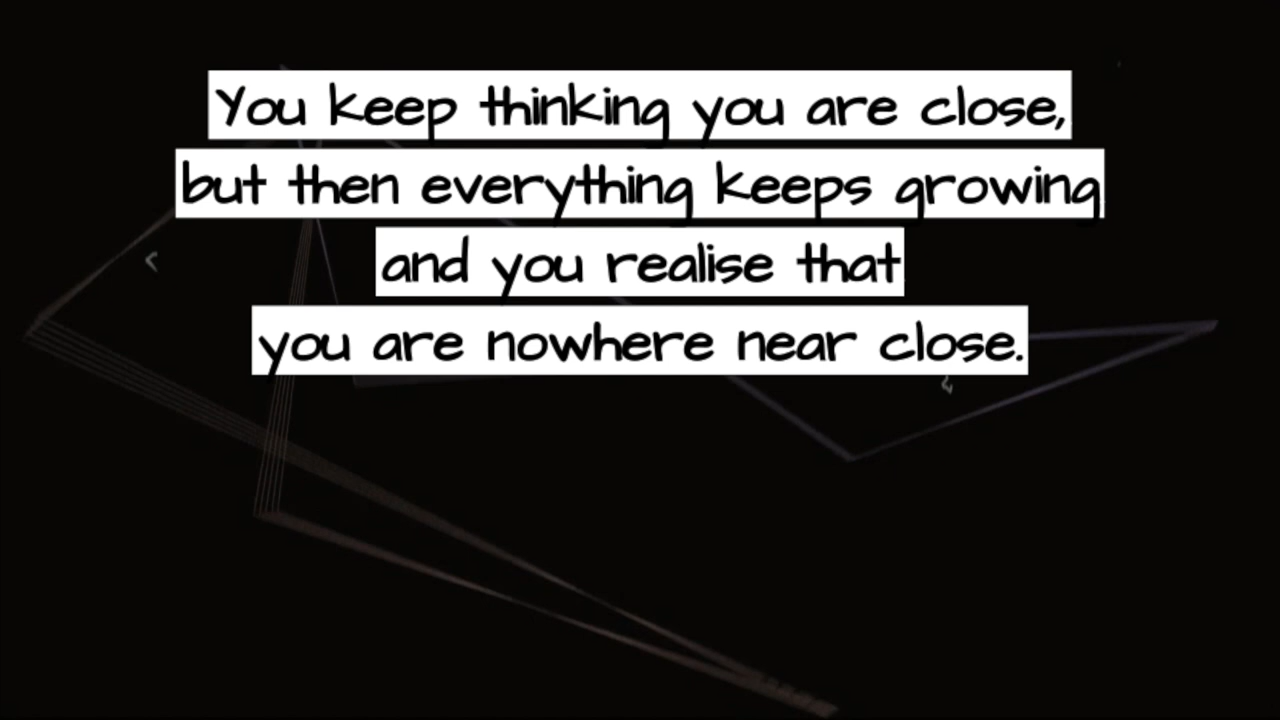 You keep thinking you are close,
but then everything keeps growing
and you realise that
you are nowhere near close.